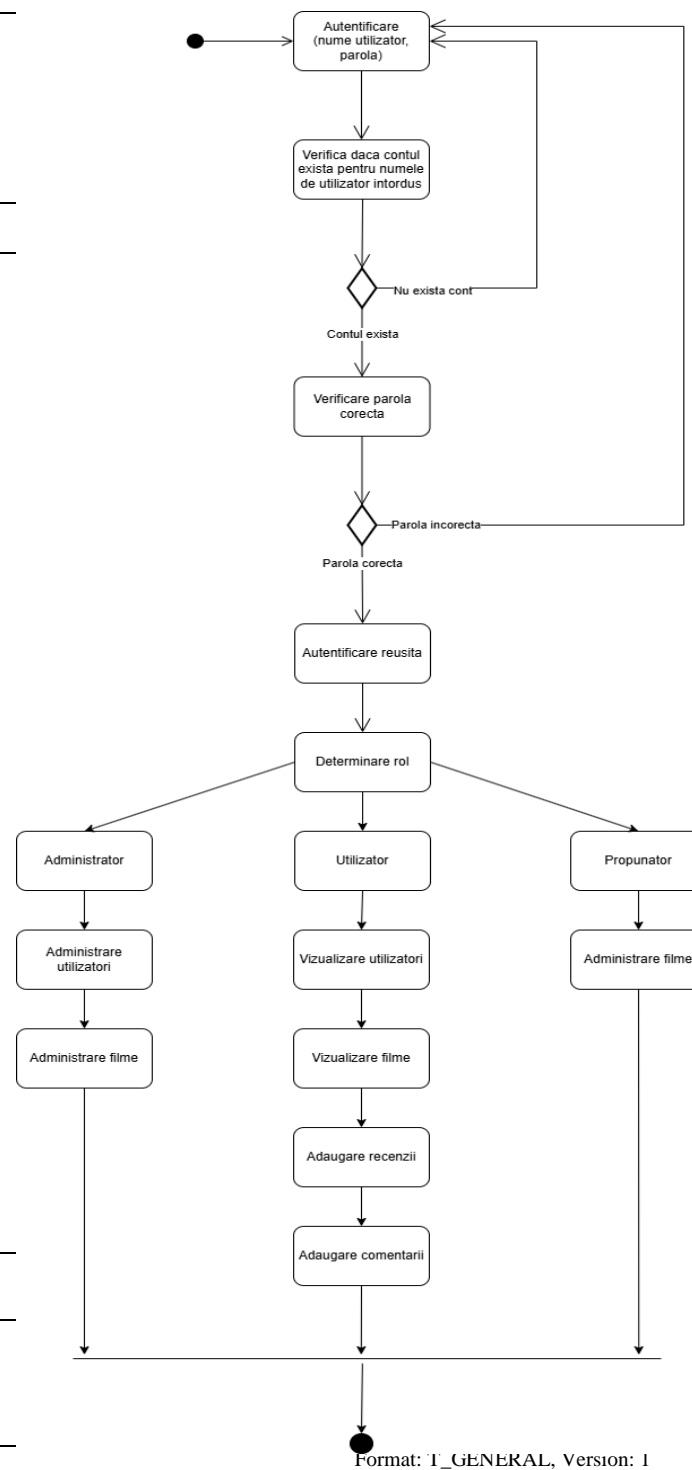 Autentificare
(nume utilizator,
parola)
Verifica daca contul
exista pentru numele
de utilizator intordus
Nu exista cont
Contul exista
Verificare parola
corecta
Parola incorecta
Parola corecta
Autentificare reusita
Determinare rol
Administrator
Utilizator
Propunator
Administrare
utilizatori
Vizualizare utilizatori
Administrare filme
Administrare filme
Vizualizare filme
Adaugare recenzii
Adaugare comentarii
Format: T_GENERAL, Version: 1